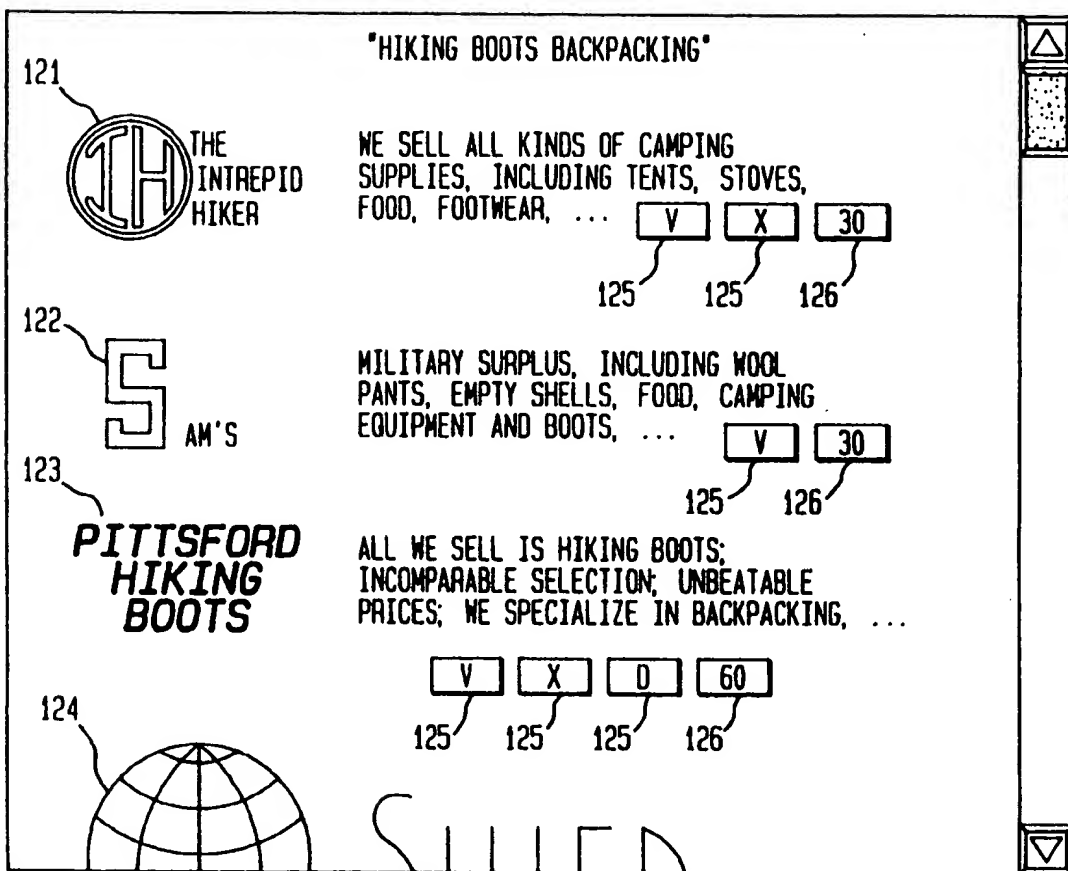 "HIKING BOOTS BACKPACKING"
121
IH
THE
INTREPID
HIKER
WE SELL ALL KINDS OF CAMPING
SUPPLIES, INCLUDING TENTS, STOVES,
FOOD, FOOTWEAR, ...
V X 30
125 125 126
122
S
AM'S
MILITARY SURPLUS, INCLUDING WOOL
PANTS, EMPTY SHELLS, FOOD, CAMPING
EQUIPMENT AND BOOTS, ...
V 30
125 126
123
PITTSFORD
HIKING
BOOTS
ALL WE SELL IS HIKING BOOTS;
INCOMPARABLE SELECTION; UNBEATABLE
PRICES; WE SPECIALIZE IN BACKPACKING, ...
V X D 60
125 125 125 126
124